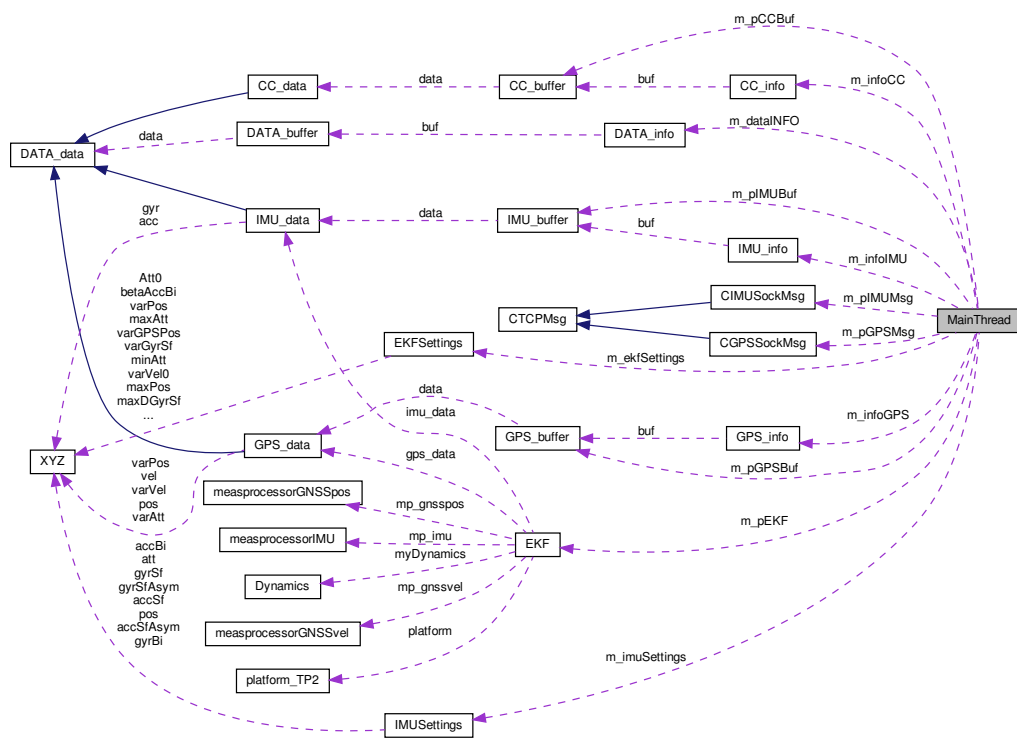 m_pCCBuf
CC_data
data
CC_buffer
buf
CC_info
m_infoCC
DATA_data
data
DATA_buffer
buf
DATA_info
m_dataINFO
gyr
acc
IMU_data
data
IMU_buffer
m_pIMUBuf
buf
IMU_info
m_infoIMU
Att0
betaAccBi
varPos
maxAtt
varGPSPos
varGyrSf
minAtt
varVel0
maxPos
maxDGyrSf
...
CTCPMsg
CIMUSockMsg
m_pIMUMsg
CGPSSockMsg
m_pGPSMsg
MainThread
EKFSettings
m_ekfSettings
data
imu_data
XYZ
GPS_data
gps_data
GPS_buffer
buf
GPS_info
m_infoGPS
m_pGPSBuf
varPos
vel
varVel
pos
varAtt
measprocessorGNSSpos
mp_gnsspos
measprocessorIMU
mp_imu
myDynamics
EKF
m_pEKF
accBi
att
gyrSf
gyrSfAsym
accSf
pos
accSfAsym
gyrBi
Dynamics
mp_gnssvel
measprocessorGNSSvel
platform
platform_TP2
m_imuSettings
IMUSettings